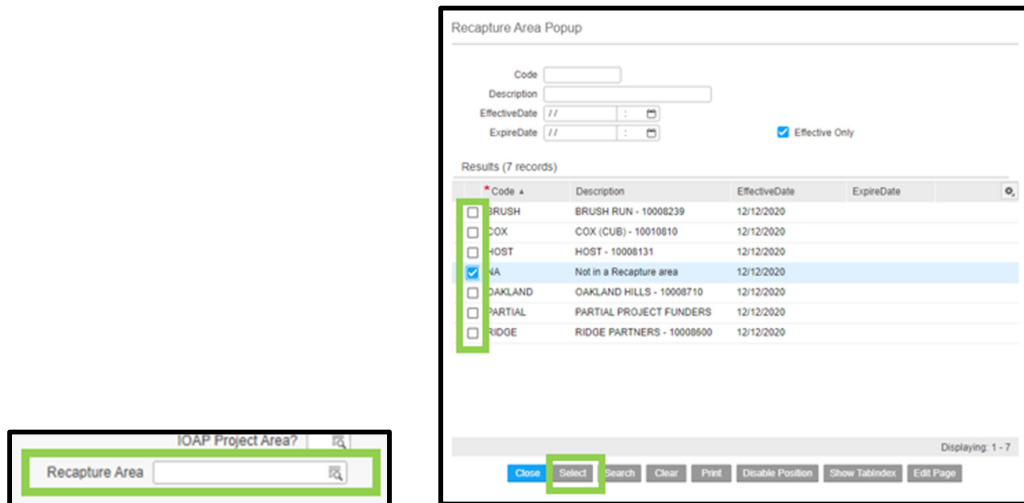 Recapture Area Popup
Code
Description
EffectiveDate / / :
ExpireDate / / : Effective Only
Results (7 records)
* Code ▲ Description EffectiveDate ExpireDate
BRUSH BRUSH RUN - 10008239 12/12/2020
COX COX (CUB) - 10010810 12/12/2020
HOST HOST - 10008131 12/12/2020
NA Not in a Recapture area 12/12/2020
OAKLAND OAKLAND HILLS - 10008710 12/12/2020
PARTIAL PARTIAL PROJECT FUNDERS 12/12/2020
RIDGE RIDGE PARTNERS - 10008600 12/12/2020
Displaying: 1 - 7
Close Select Search Clear Print Disable Position Show TabIndex Edit Page
IOAP Project Area?
Recapture Area